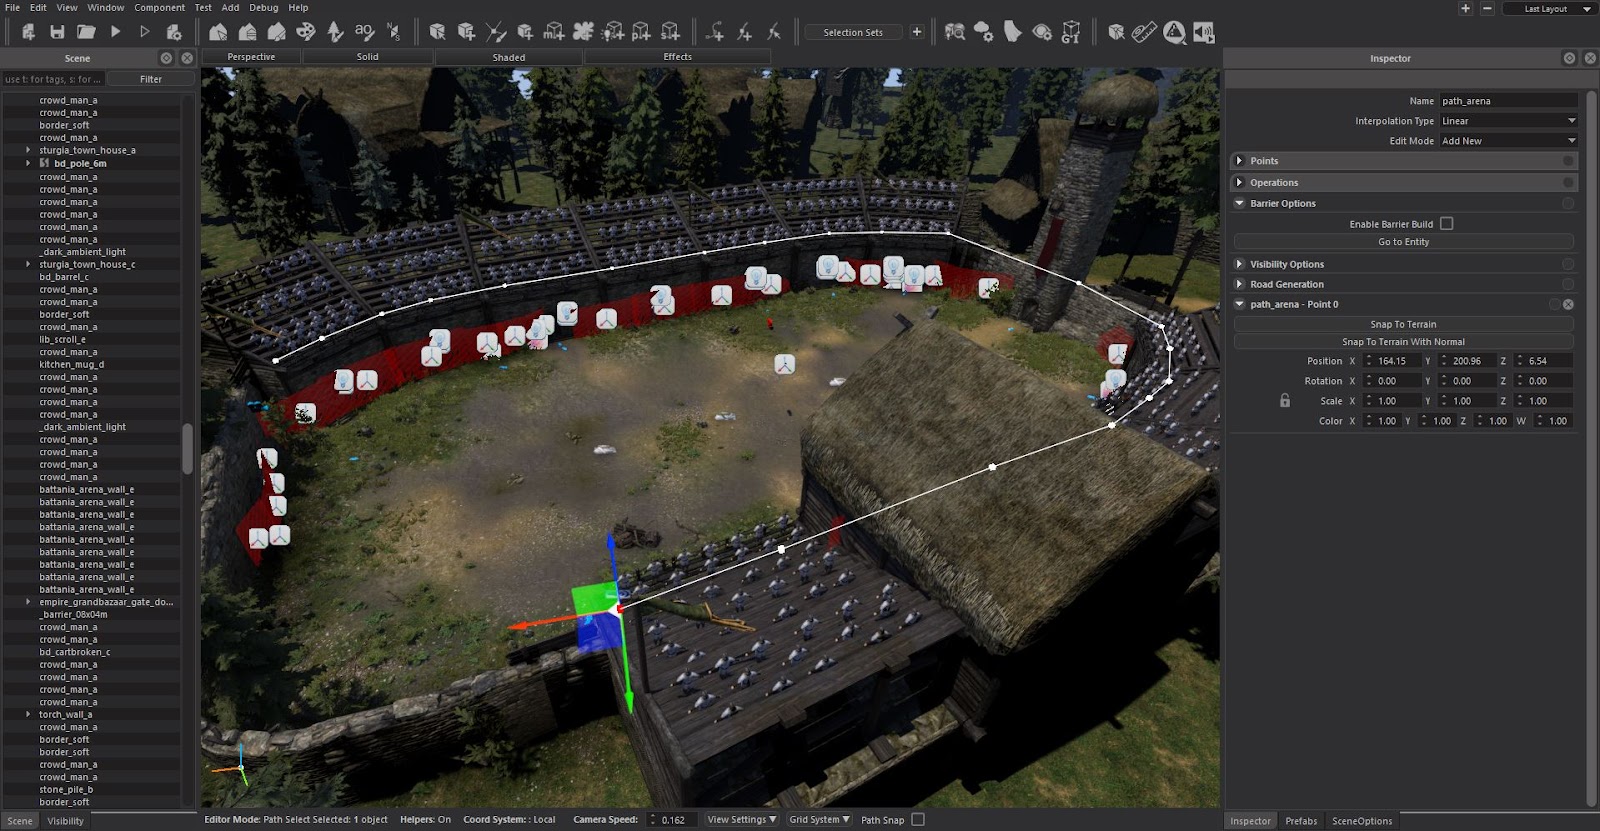 File Edit View Window Component Test Add Debug Help
Last Layout
Selection Sets
Scene
use t: for tags, s: for ...
Filter
crowd_man_a
crowd_man_a
border_soft
crowd_man_a
sturgia_town_house_a
bd_pole_6m
crowd_man_a
crowd_man_a
crowd_man_a
crowd_man_a
crowd_man_a
crowd_man_a
_dark_ambient_light
sturgia_town_house_c
bd_barrel_c
crowd_man_a
crowd_man_a
border_soft
crowd_man_a
lib_scroll_e
crowd_man_a
kitchen_mug_d
crowd_man_a
crowd_man_a
crowd_man_a
crowd_man_a
_dark_ambient_light
crowd_man_a
crowd_man_a
crowd_man_a
crowd_man_a
battania_arena_wall_e
battania_arena_wall_e
battania_arena_wall_e
battania_arena_wall_e
battania_arena_wall_e
battania_arena_wall_e
battania_arena_wall_e
battania_arena_wall_e
battania_arena_wall_e
empire_grandbazaar_gate_do...
_barrier_08x04m
crowd_man_a
crowd_man_a
bd_cartbroken_c
crowd_man_a
crowd_man_a
crowd_man_a
crowd_man_a
torch_wall_a
crowd_man_a
border_soft
border_soft
crowd_man_a
crowd_man_a
stone_pile_b
border_soft
Scene Visibility
Perspective Solid Shaded Effects
Editor Mode: Path Select Selected: 1 object Helpers: On Coord System: : Local Camera Speed: 0.162 View Settings Grid System Path Snap
Inspector
Name path_arena
Interpolation Type Linear
Edit Mode Add New
Points
Operations
Barrier Options
Enable Barrier Build
Go to Entity
Visibility Options
Road Generation
path_arena - Point 0
Snap To Terrain
Snap To Terrain With Normal
Position X 164.15 Y 200.96 Z 6.54
Rotation X 0.00 Y 0.00 Z 0.00
Scale X 1.00 Y 1.00 Z 1.00
Color X 1.00 Y 1.00 Z 1.00 W 1.00
Inspector Prefabs SceneOptions